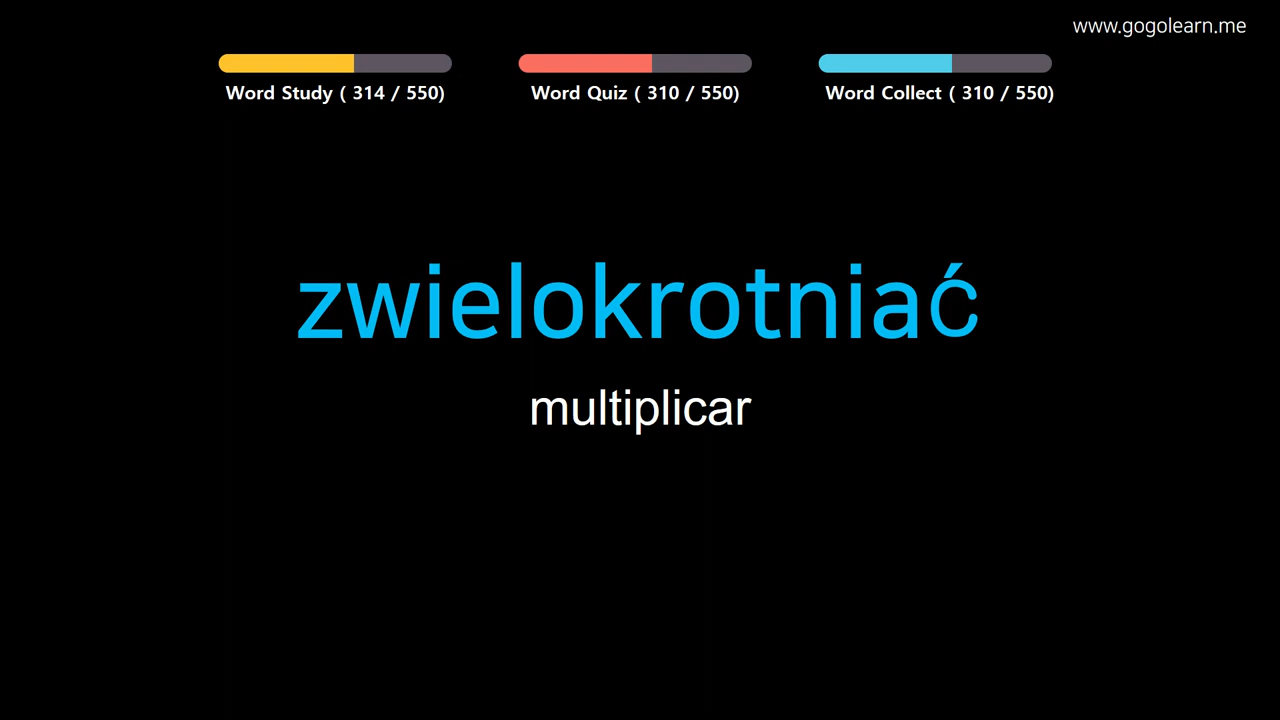 www.gogolearn.me
Word Study ( 314 / 550)
Word Quiz ( 310 / 550)
Word Collect ( 310 / 550)
zwielokrotniać
multiplicar